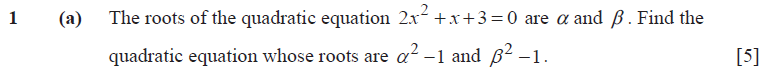 1 (a) The roots of the quadratic equation 2x² + x + 3 = 0 are α and β. Find the
quadratic equation whose roots are α² – 1 and β² – 1. [5]